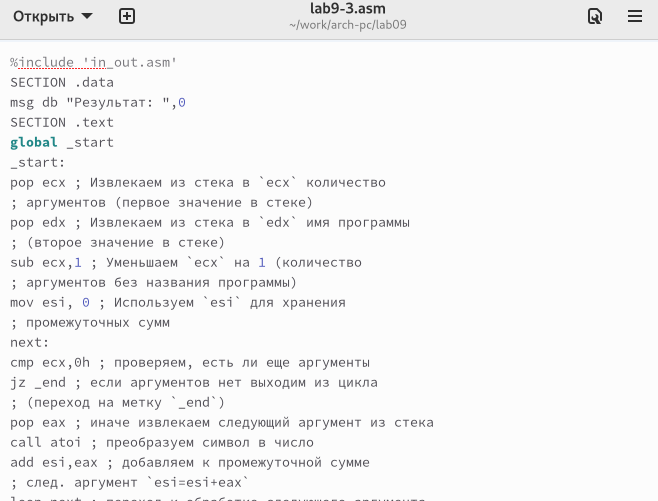 Открыть
lab9-3.asm
~/work/arch-pc/lab09
%include 'in_out.asm'
SECTION .data
msg db "Результат: ",0
SECTION .text
global _start
_start:
pop ecx ; Извлекаем из стека в `ecx` количество
; аргументов (первое значение в стеке)
pop edx ; Извлекаем из стека в `edx` имя программы
; (второе значение в стеке)
sub ecx,1 ; Уменьшаем `ecx` на 1 (количество
; аргументов без названия программы)
mov esi, 0 ; Используем `esi` для хранения
; промежуточных сумм
next:
cmp ecx,0h ; проверяем, есть ли еще аргументы
jz _end ; если аргументов нет выходим из цикла
; (переход на метку `_end`)
pop eax ; иначе извлекаем следующий аргумент из стека
call atoi ; преобразуем символ в число
add esi,eax ; добавляем к промежуточной сумме
; след. аргумент `esi=esi+eax`